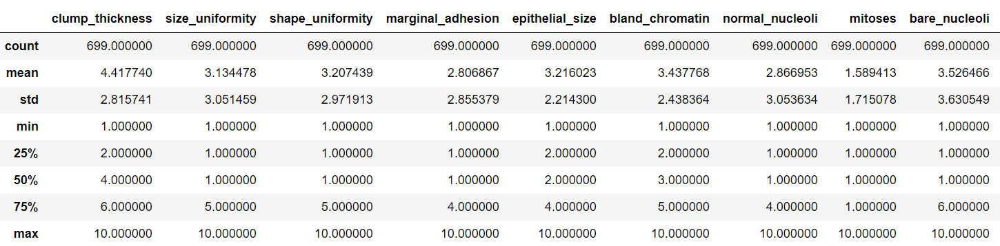 clump_thickness size_uniformity shape_uniformity marginal_adhesion epithelial_size bland_chromatin normal_nucleoli mitoses bare_nucleoli
count 699.000000 699.000000 699.000000 699.000000 699.000000 699.000000 699.000000 699.000000 699.000000
mean 4.417740 3.134478 3.207439 2.806867 3.216023 3.437768 2.866953 1.589413 3.526466
std 2.815741 3.051459 2.971913 2.855379 2.214300 2.438364 3.053634 1.715078 3.630549
min 1.000000 1.000000 1.000000 1.000000 1.000000 1.000000 1.000000 1.000000 1.000000
25% 2.000000 1.000000 1.000000 1.000000 2.000000 2.000000 1.000000 1.000000 1.000000
50% 4.000000 1.000000 1.000000 1.000000 2.000000 3.000000 1.000000 1.000000 1.000000
75% 6.000000 5.000000 5.000000 4.000000 4.000000 5.000000 4.000000 1.000000 6.000000
max 10.000000 10.000000 10.000000 10.000000 10.000000 10.000000 10.000000 10.000000 10.000000